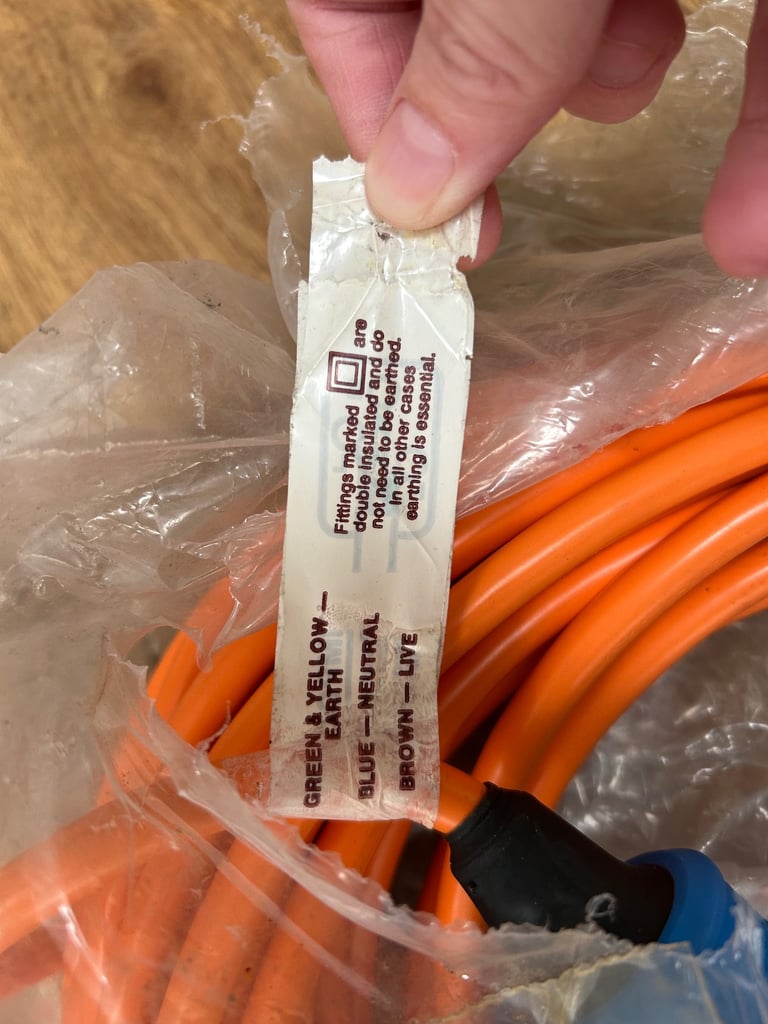 Fittings marked are
double insulated and do
not need to be earthed.
In all other cases
earthing is essential.
GREEN & YELLOW —
EARTH
BLUE — NEUTRAL
BROWN — LIVE